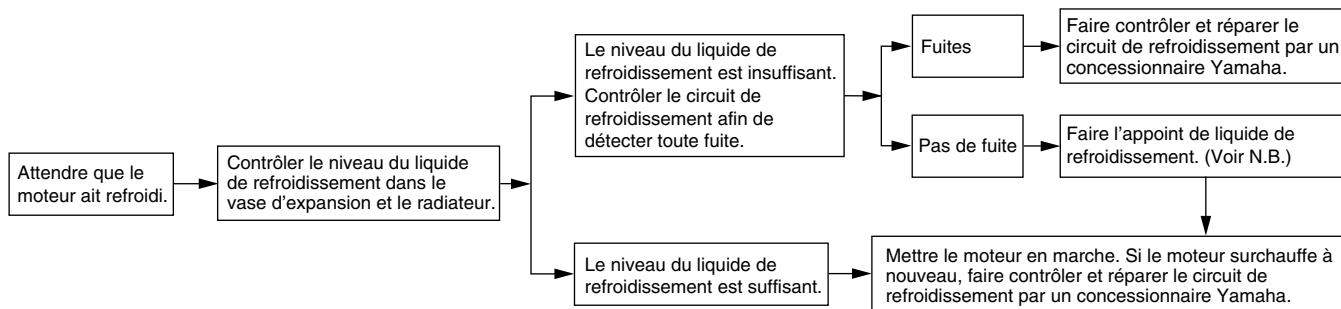 Attendre que le
moteur ait refroidi.
Contrôler le niveau du liquide
de refroidissement dans le
vase d'expansion et le radiateur.
Le niveau du liquide de
refroidissement est insuffisant.
Contrôler le circuit de
refroidissement afin de
détecter toute fuite.
Fuites
Faire contrôler et réparer le
circuit de refroidissement par un
concessionnaire Yamaha.
Pas de fuite
Faire l'appoint de liquide de
refroidissement. (Voir N.B.)
Le niveau du liquide de
refroidissement est suffisant.
Mettre le moteur en marche. Si le moteur surchauffe à
nouveau, faire contrôler et réparer le circuit de
refroidissement par un concessionnaire Yamaha.